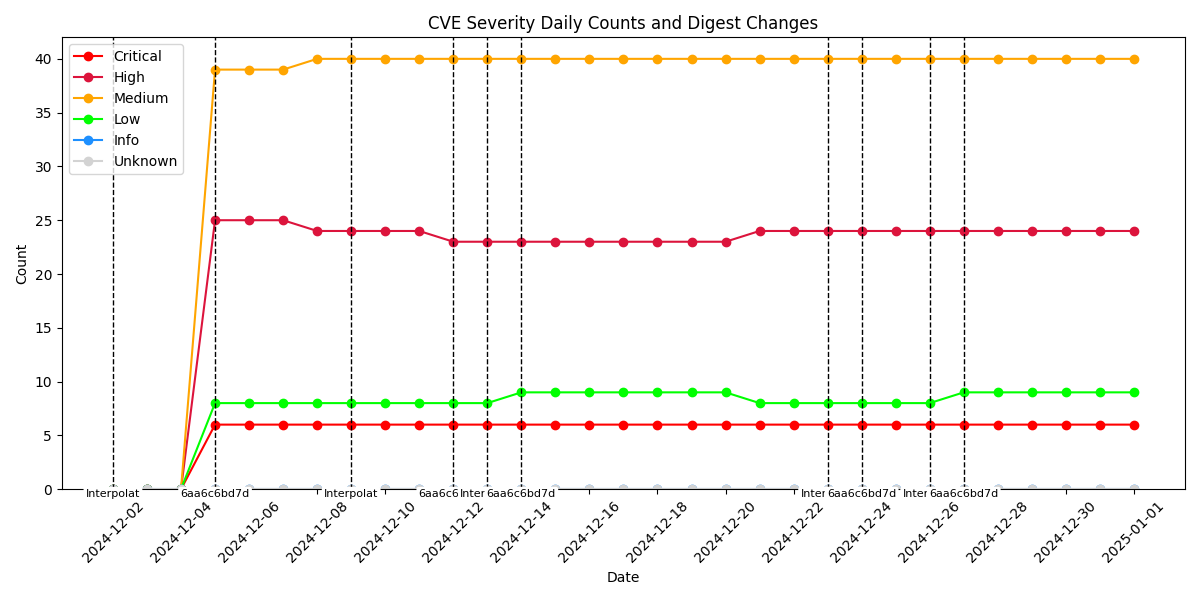 CVE Severity Daily Counts and Digest Changes
Critical
High
Medium
Low
Info
Unknown
40
35
30
25
20
15
10
5
0
Count
Interpolat
6aa6c6bd7d
Interpolat
6aa6c6
Inter
6aa6c6bd7d
Inter
6aa6c6bd7d
Inter
6aa6c6bd7d
2024-12-02
2024-12-04
2024-12-06
2024-12-08
2024-12-10
2024-12-12
2024-12-14
2024-12-16
2024-12-18
2024-12-20
2024-12-22
2024-12-24
2024-12-26
2024-12-28
2024-12-30
2025-01-01
Date